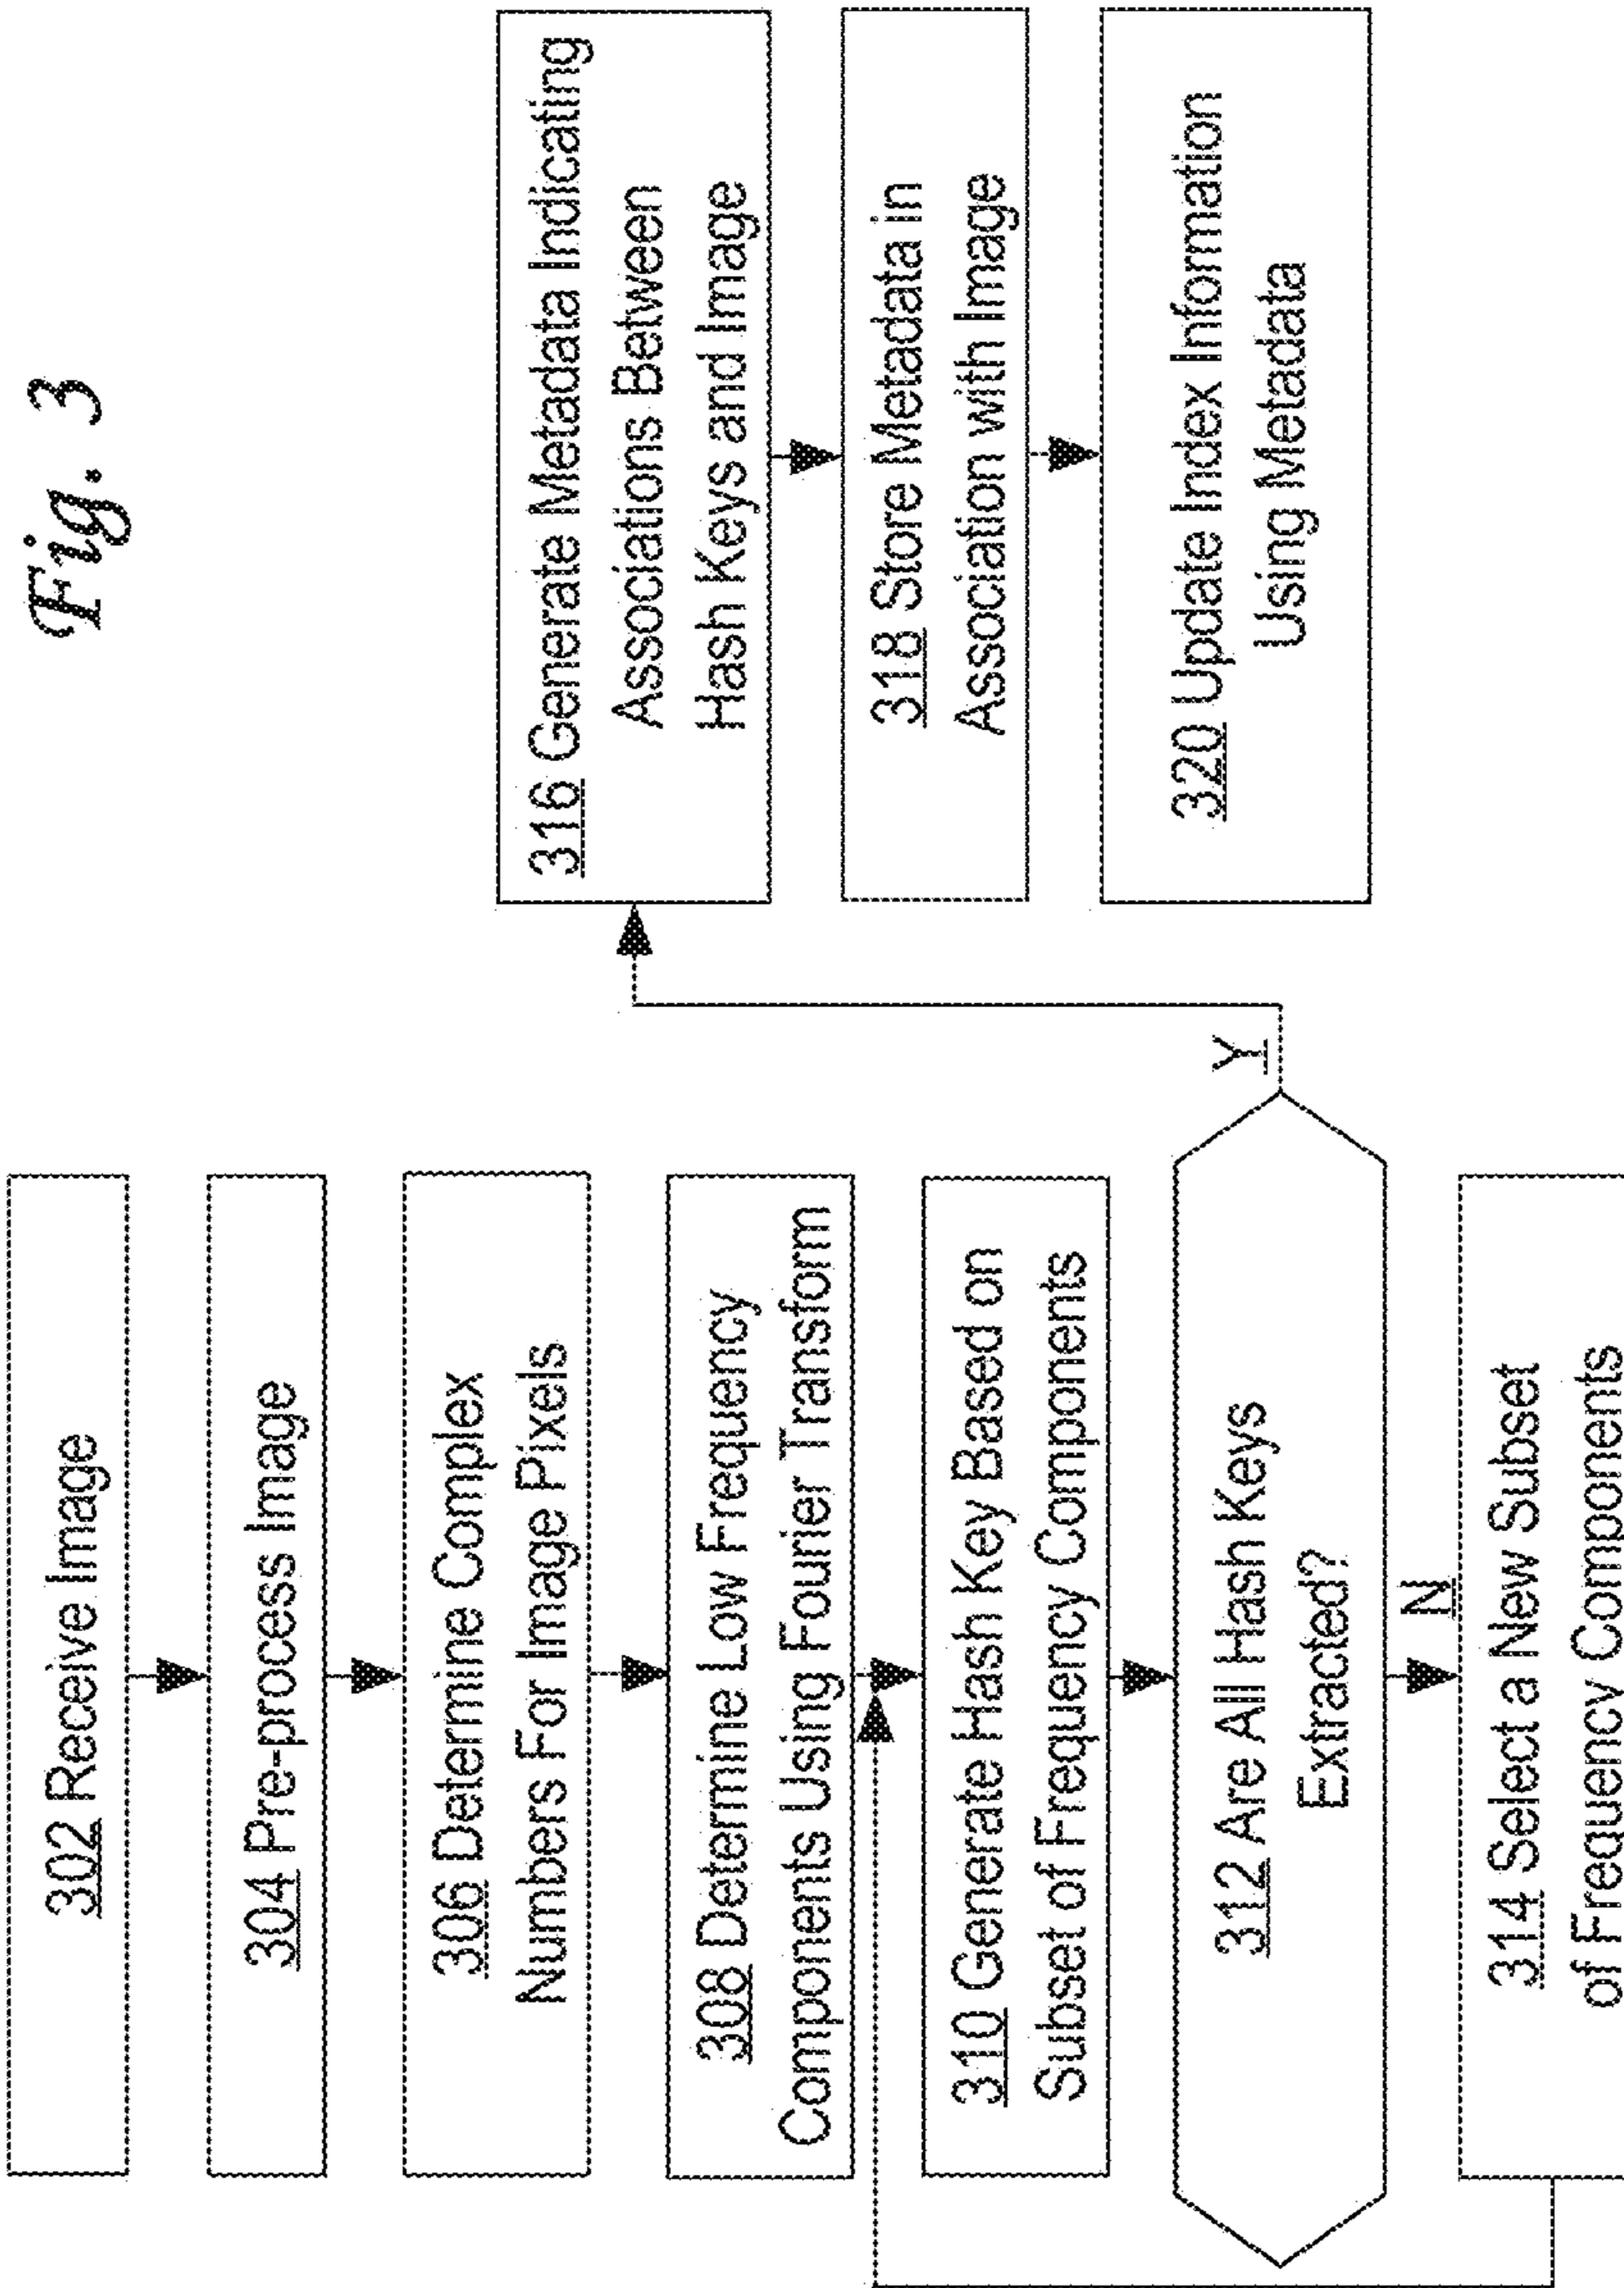 Fig. 3
302 Receive Image
304 Pre-process Image
306 Determine Complex
Numbers For Image Pixels
308 Determine Low Frequency
Components Using Fourier Transform
310 Generate Hash Key Based on
Subset of Frequency Components
312 Are All Hash Keys
Extracted?
Y
N
314 Select a New Subset
of Frequency Components
316 Generate Metadata Indicating
Associations Between
Hash Keys and Image
318 Store Metadata in
Association with Image
320 Update Index Information
Using Metadata